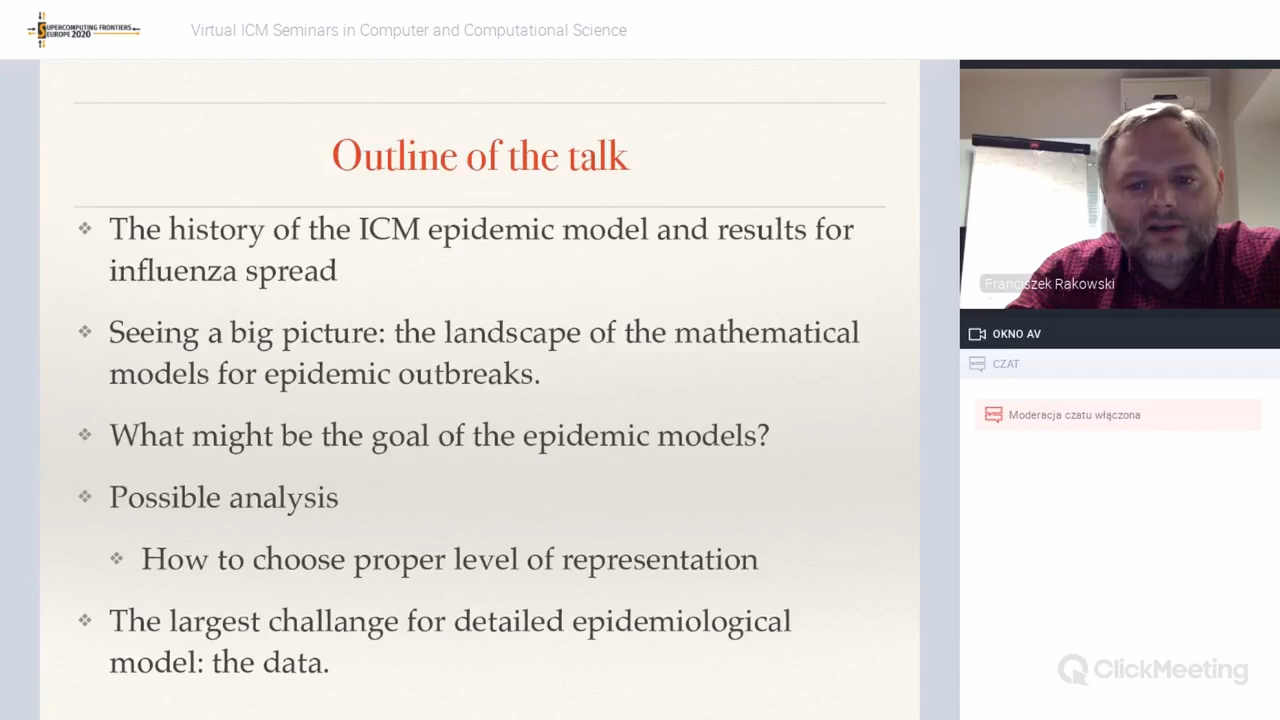 SUPERCOMPUTING FRONTIERS
EUROPE 2020
Virtual ICM Seminars in Computer and Computational Science
Outline of the talk
The history of the ICM epidemic model and results for
influenza spread
Seeing a big picture: the landscape of the mathematical
models for epidemic outbreaks.
What might be the goal of the epidemic models?
Possible analysis
How to choose proper level of representation
The largest challange for detailed epidemiological
model: the data.
Franciszek Rakowski
OKNO AV
CZAT
Moderacja czatu włączona
ClickMeeting